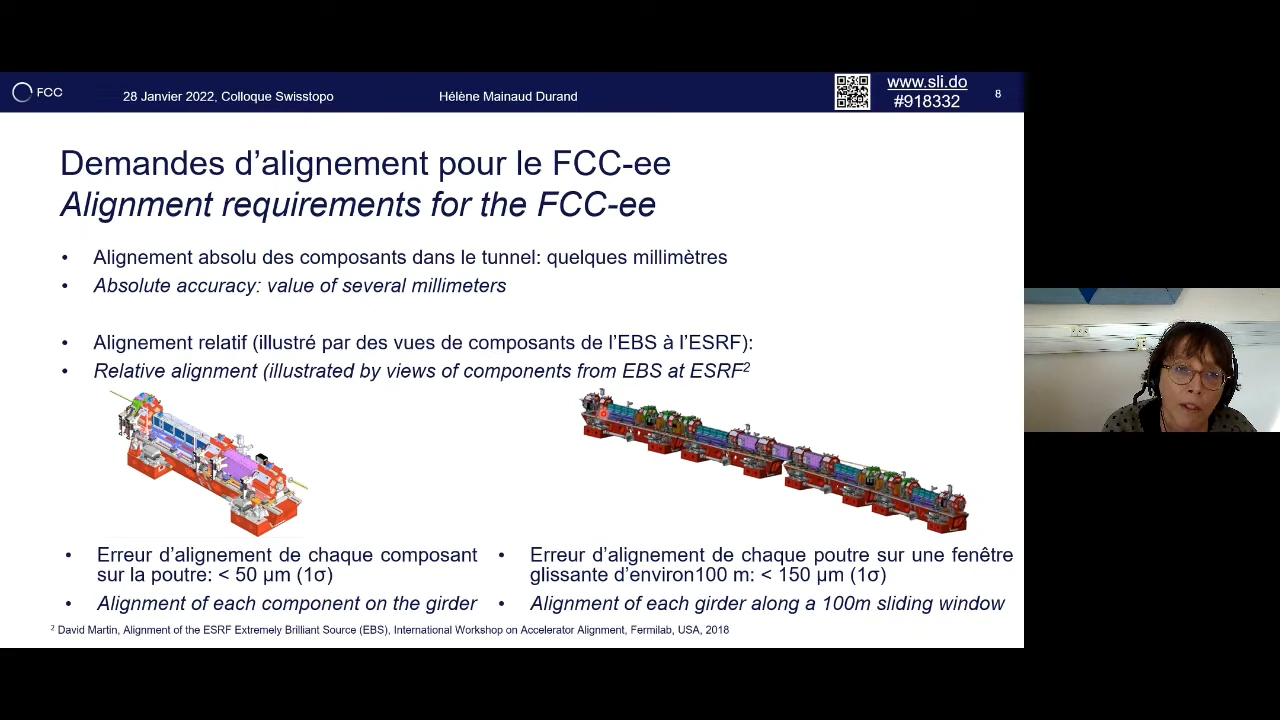 FCC
28 Janvier 2022, Colloque Swisstopo
Hélène Mainaud Durand
www.sli.do
#918332
8
Demandes d'alignement pour le FCC-ee
Alignment requirements for the FCC-ee
• Alignement absolu des composants dans le tunnel: quelques millimètres
• Absolute accuracy: value of several millimeters
• Alignement relatif (illustré par des vues de composants de l'EBS à l'ESRF):
• Relative alignment (illustrated by views of components from EBS at ESRF²
• Erreur d'alignement de chaque composant
sur la poutre: < 50 µm (1σ)
• Alignment of each component on the girder
• Erreur d'alignement de chaque poutre sur une fenêtre
glissante d'environ100 m: < 150 µm (1σ)
• Alignment of each girder along a 100m sliding window
² David Martin, Alignment of the ESRF Extremely Brilliant Source (EBS), International Workshop on Accelerator Alignment, Fermilab, USA, 2018